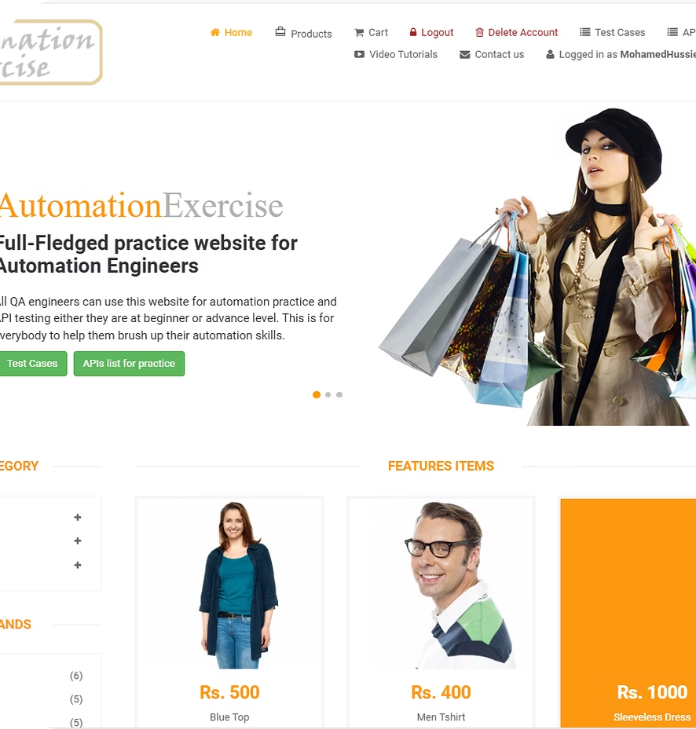 nation
cise
Home
Products
Cart
Logout
Delete Account
Test Cases
AP
Video Tutorials
Contact us
Logged in as MohamedHussie
AutomationExercise
Full-Fledged practice website for
Automation Engineers
All QA engineers can use this website for automation practice and
API testing either they are at beginner or advance level. This is for
everybody to help them brush up their automation skills.
Test Cases
APIs list for practice
EGORY
FEATURES ITEMS
+
+
+
ANDS
(6)
(5)
(5)
Rs. 500
Rs. 400
Rs. 1000
Blue Top
Men Tshirt
Sleeveless Dress